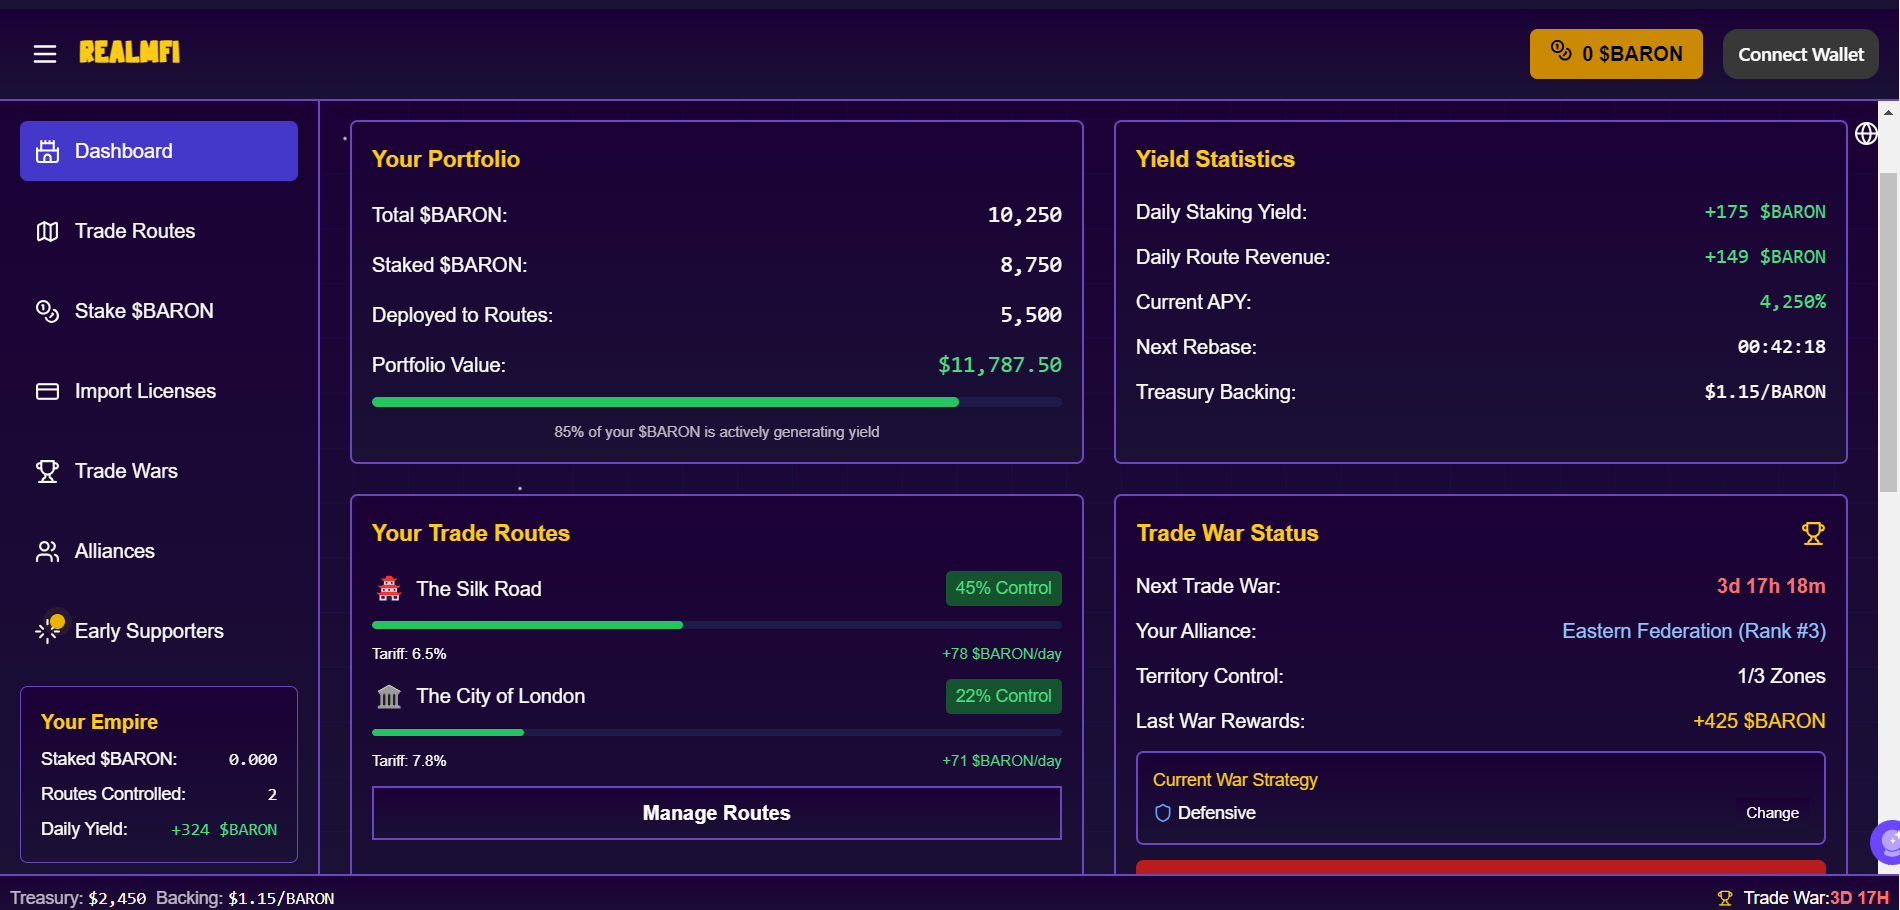 REALMFI
0 $BARON
Connect Wallet
Dashboard
Trade Routes
Stake $BARON
Import Licenses
Trade Wars
Alliances
Early Supporters
Your Empire
Staked $BARON: 0.000
Routes Controlled: 2
Daily Yield: +324 $BARON
Your Portfolio
Total $BARON: 10,250
Staked $BARON: 8,750
Deployed to Routes: 5,500
Portfolio Value: $11,787.50
85% of your $BARON is actively generating yield
Yield Statistics
Daily Staking Yield: +175 $BARON
Daily Route Revenue: +149 $BARON
Current APY: 4,250%
Next Rebase: 00:42:18
Treasury Backing: $1.15/BARON
Your Trade Routes
The Silk Road 45% Control
Tariff: 6.5% +78 $BARON/day
The City of London 22% Control
Tariff: 7.8% +71 $BARON/day
Manage Routes
Trade War Status
Next Trade War: 3d 17h 18m
Your Alliance: Eastern Federation (Rank #3)
Territory Control: 1/3 Zones
Last War Rewards: +425 $BARON
Current War Strategy
Defensive Change
Treasury: $2,450 Backing: $1.15/BARON
Trade War:3D 17H